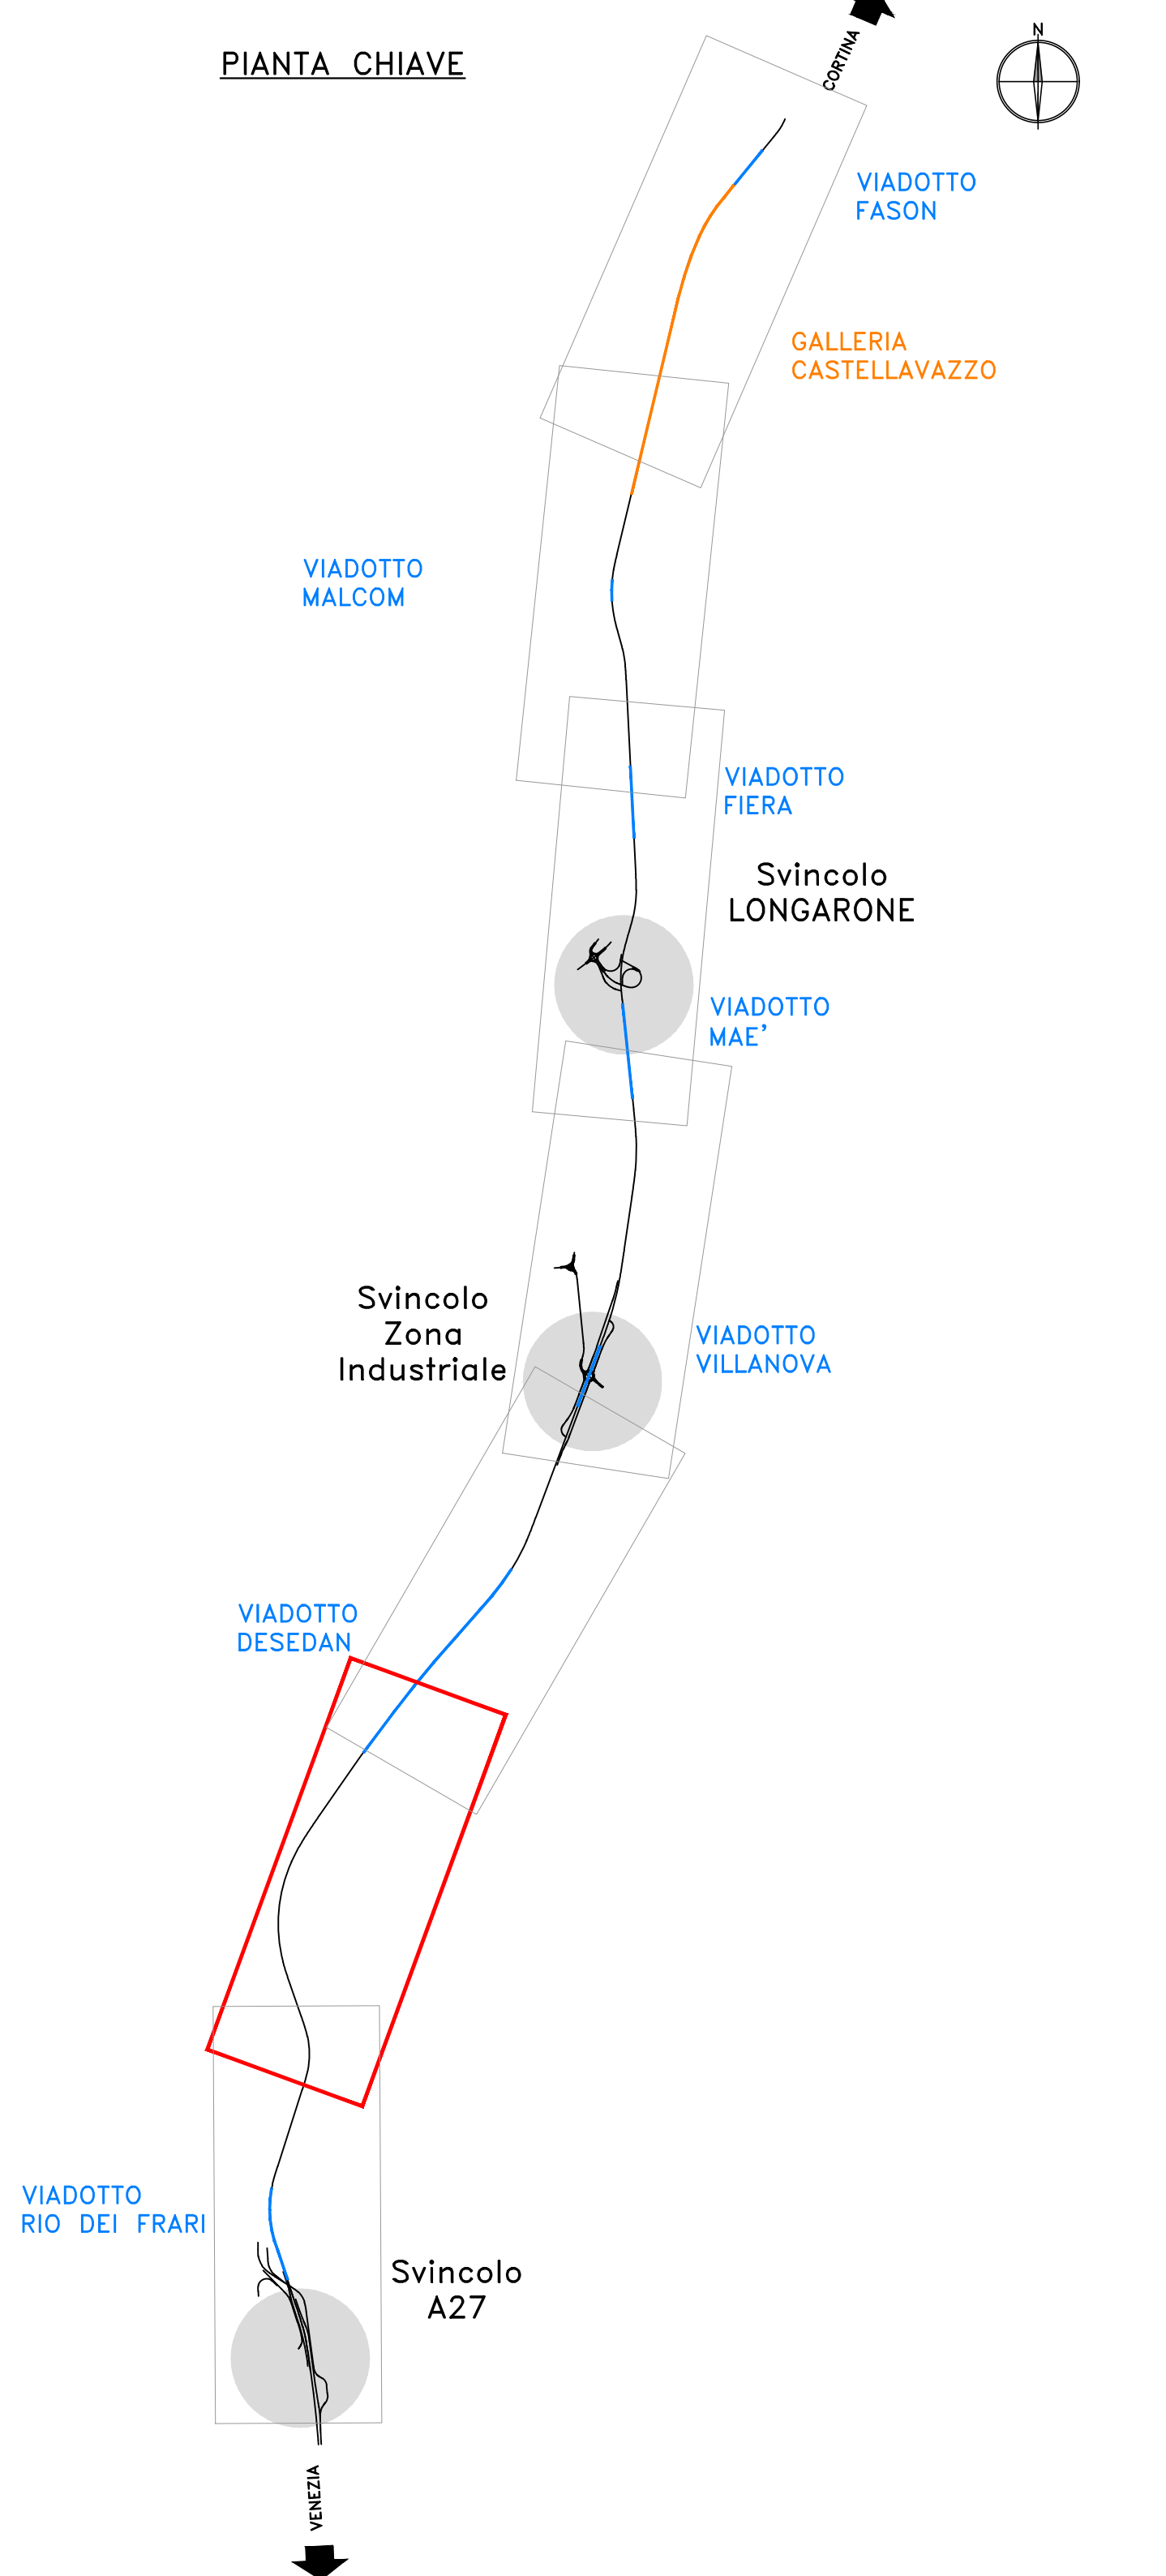 CORTINA
N
PIANTA CHIAVE
VIADOTTO
FASON
GALLERIA
CASTELLAVAZZO
VIADOTTO
MALCOM
VIADOTTO
FIERA
Svincolo
LONGARONE
VIADOTTO
MAE’
Svincolo
Zona
Industriale
VIADOTTO
VILLANOVA
VIADOTTO
DESEDAN
VIADOTTO
RIO DEI FRARI
Svincolo
A27
VENEZIA